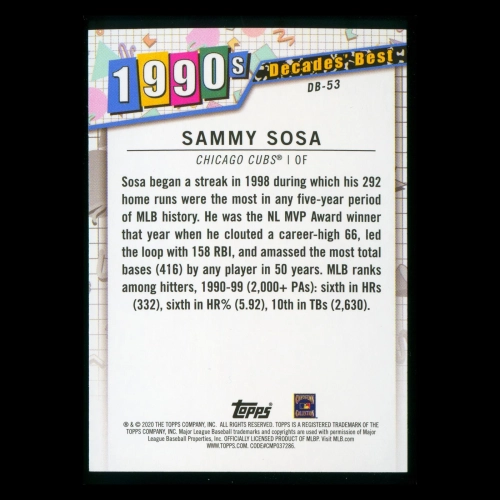 1990s
Decades' Best
DB-53
SAMMY SOSA
CHICAGO CUBS® | OF
Sosa began a streak in 1998 during which his 292
home runs were the most in any five-year period
of MLB history. He was the NL MVP Award winner
that year when he clouted a career-high 66, led
the loop with 158 RBI, and amassed the most total
bases (416) by any player in 50 years. MLB ranks
among hitters, 1990-99 (2,000+ PAs): sixth in HRs
(332), sixth in HR% (5.92), 10th in TBs (2,630).
Topps
® & © 2020 THE TOPPS COMPANY, INC. ALL RIGHTS RESERVED. TOPPS IS A REGISTERED TRADEMARK OF THE
TOPPS COMPANY, INC. Major League Baseball trademarks and copyrights are used with permission of Major
League Baseball Properties, Inc. OFFICIALLY LICENSED PRODUCT OF MLBP. Visit MLB.com
WWW.TOPPS.COM. CODE#CMP037286.